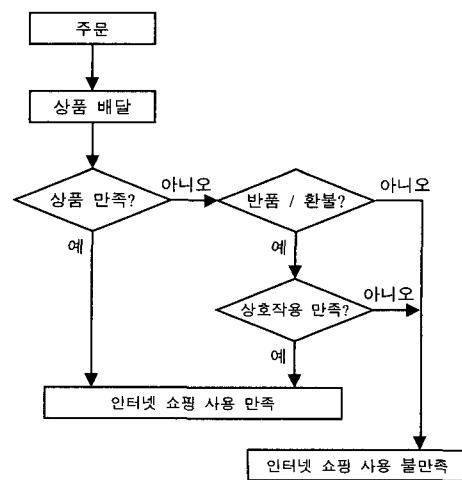 주문
상품 배달
상품 만족?
아니오
반품 / 환불?
아니오
예
예
상호작용 만족?
아니오
예
인터넷 쇼핑 사용 만족
인터넷 쇼핑 사용 불만족